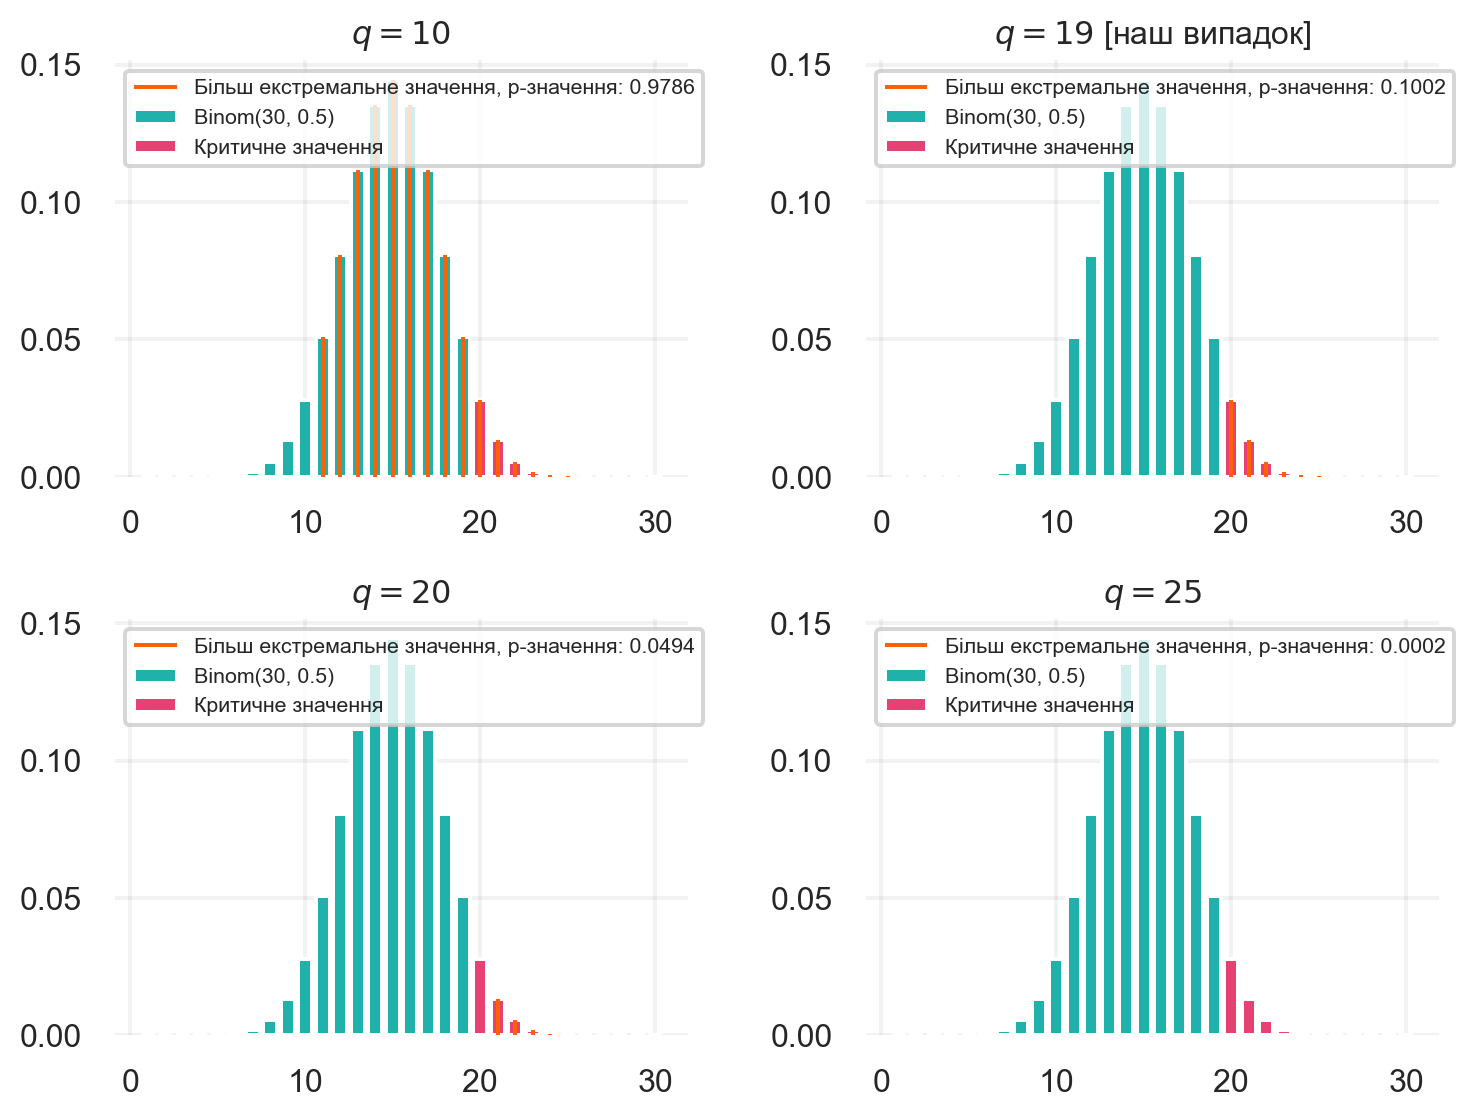 q = 10
0.15
0.10
0.05
0.00
Більш екстремальне значення, p-значення: 0.9786
Binom(30, 0.5)
Критичне значення
0 10 20 30
q = 19 [наш випадок]
0.15
0.10
0.05
0.00
Більш екстремальне значення, p-значення: 0.1002
Binom(30, 0.5)
Критичне значення
0 10 20 30
q = 20
0.15
0.10
0.05
0.00
Більш екстремальне значення, p-значення: 0.0494
Binom(30, 0.5)
Критичне значення
0 10 20 30
q = 25
0.15
0.10
0.05
0.00
Більш екстремальне значення, p-значення: 0.0002
Binom(30, 0.5)
Критичне значення
0 10 20 30